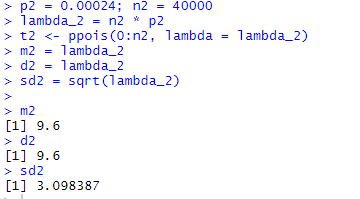 > p2 = 0.00024; n2 = 40000
> lambda_2 = n2 * p2
> t2 <- ppois(0:n2, lambda = lambda_2)
> m2 = lambda_2
> d2 = lambda_2
> sd2 = sqrt(lambda_2)
>
> m2
[1] 9.6
> d2
[1] 9.6
> sd2
[1] 3.098387